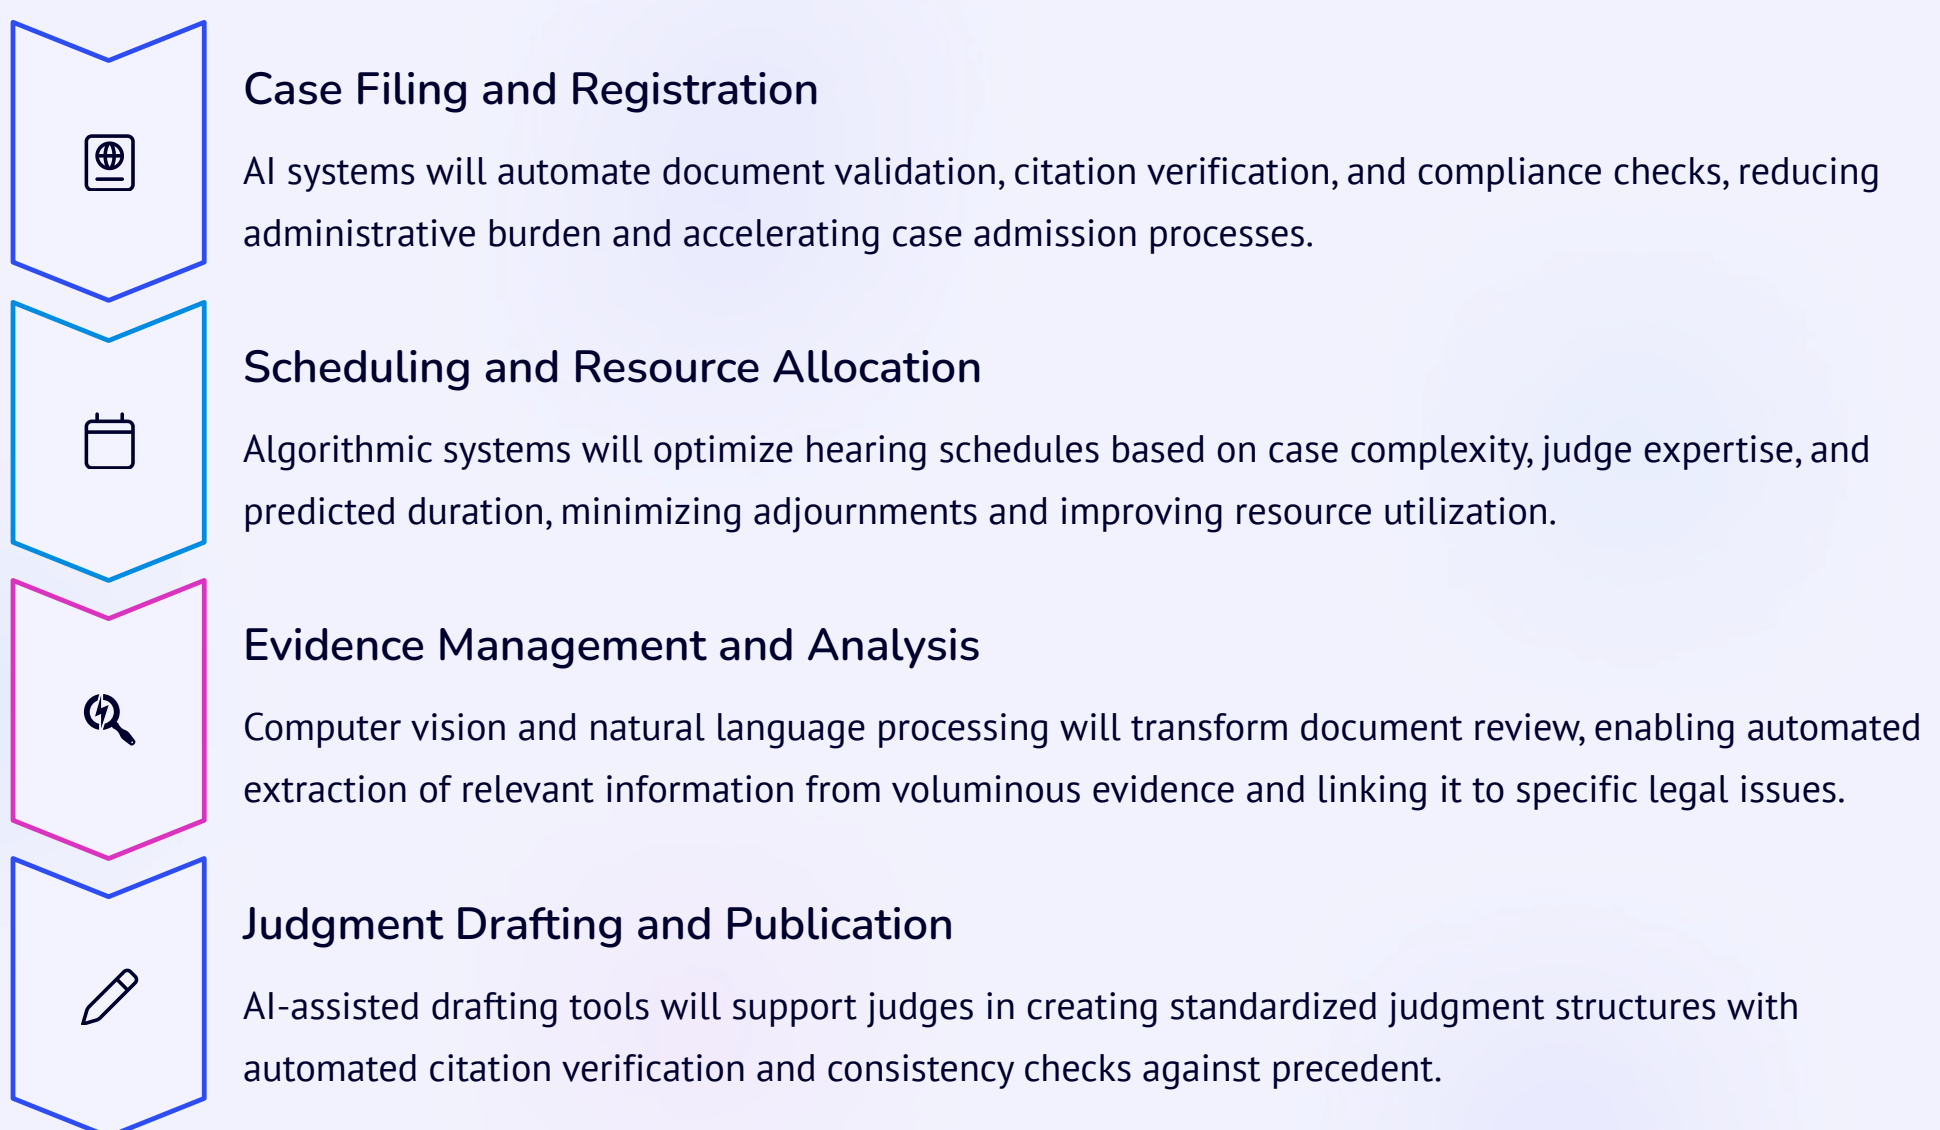 Case Filing and Registration
AI systems will automate document validation, citation verification, and compliance checks, reducing
administrative burden and accelerating case admission processes.
Scheduling and Resource Allocation
Algorithmic systems will optimize hearing schedules based on case complexity, judge expertise, and
predicted duration, minimizing adjournments and improving resource utilization.
Evidence Management and Analysis
Computer vision and natural language processing will transform document review, enabling automated
extraction of relevant information from voluminous evidence and linking it to specific legal issues.
Judgment Drafting and Publication
AI-assisted drafting tools will support judges in creating standardized judgment structures with
automated citation verification and consistency checks against precedent.